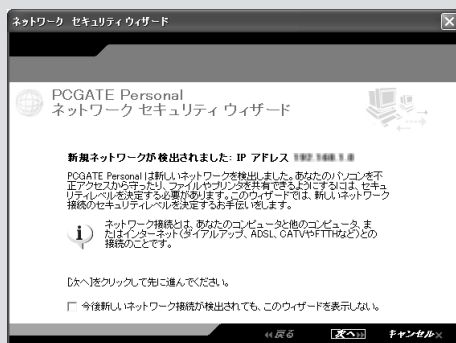 ネットワーク セキュリティ ウィザード
PCGATE Personal
ネットワーク セキュリティ ウィザード
新規ネットワークが検出されました: IP アドレス
PCGATE Personal は新しいネットワークを検出しました。あなたのパソコンを不
正アクセスから守ったり、ファイルやプリンタを共有できるようにするには、セキュ
リティレベルを決定する必要があります。このウィザードでは、新しいネットワーク
接続のセキュリティレベルを決定するお手伝いをします。
ネットワーク接続とは、あなたのコンピュータと他のコンピュータ、ま
たはインターネット(ダイアルアップ、ADSL、CATVやFTTHなど)との
接続のことです。
[次へ]をクリックして先に進んでください。
今後新しいネットワーク接続が検出されても、このウィザードを表示しない。
戻る 次へ キャンセル